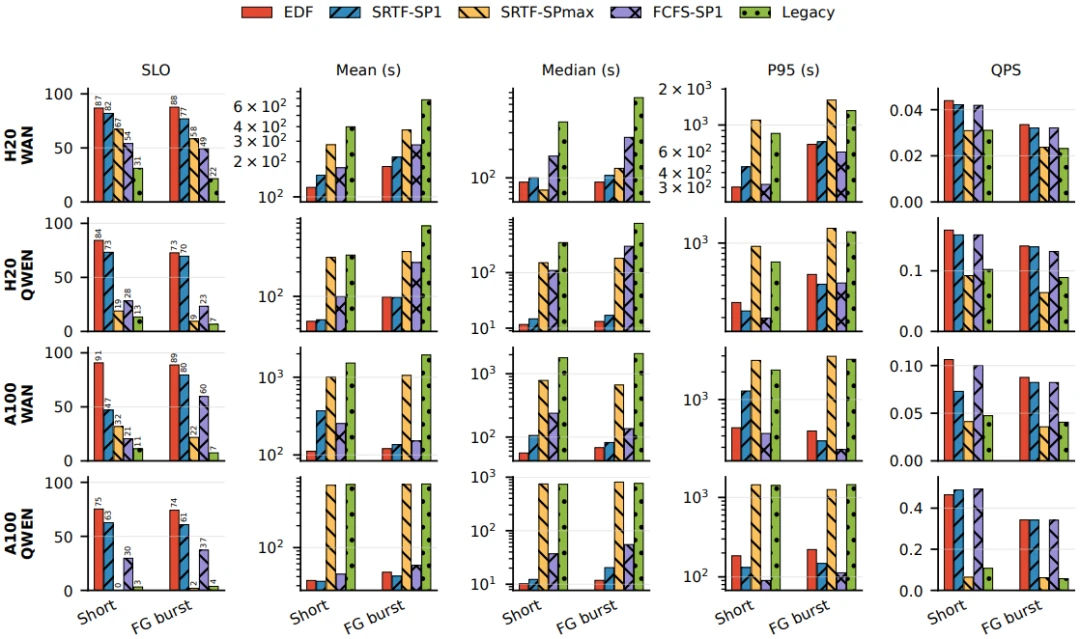 EDF SRTF-SP1 SRTF-SPmax FCFS-SP1 Legacy
SLO Mean (s) Median (s) P95 (s) QPS
H20 WAN
100 50 0
87 82 67 54 31 88 77 58 49 22
6 × 10² 4 × 10² 3 × 10² 2 × 10² 10²
10²
2 × 10³ 10³ 6 × 10² 4 × 10² 3 × 10²
0.04 0.02 0.00
H20 QWEN
100 50 0
84 73 19 28 13 73 70 9 23 7
10²
10² 10¹
10³
0.1 0.0
A100 WAN
100 50 0
91 47 32 21 11 89 80 22 60 7
10³ 10²
10³ 10²
10³
0.10 0.05 0.00
A100 QWEN
100 50 0
75 63 0 30 3 74 61 2 37 4
10²
10³ 10² 10¹
10³ 10²
0.4 0.2 0.0
Short FG burst Short FG burst Short FG burst Short FG burst Short FG burst